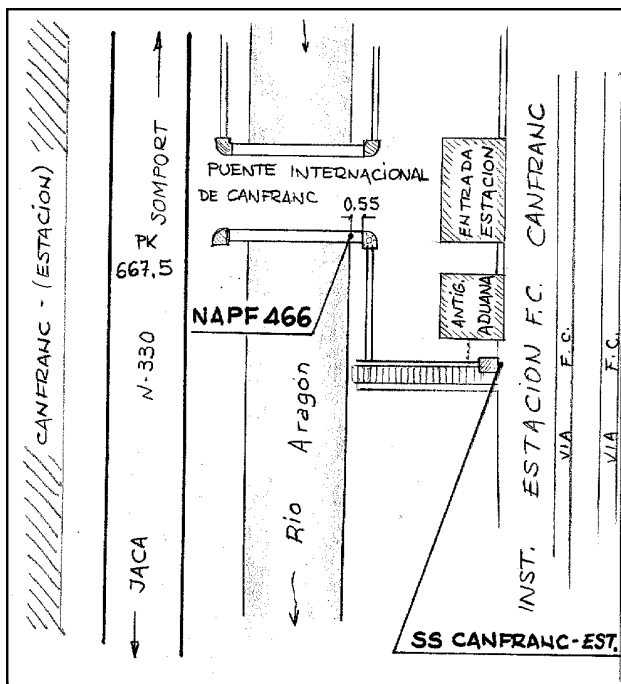 CANFRANC - (ESTACION)
SOMPORT
PK
667,5
N-330
JACA
PUENTE INTERNACIONAL
DE CANFRANC
0,55
NAPF 466
Rio Aragón
ENTRADA
ESTACION
ANTIG.
ADUANA
INST. ESTACION F.C. CANFRANC
VIA F.C.
VIA F.C.
SS CANFRANC-EST.